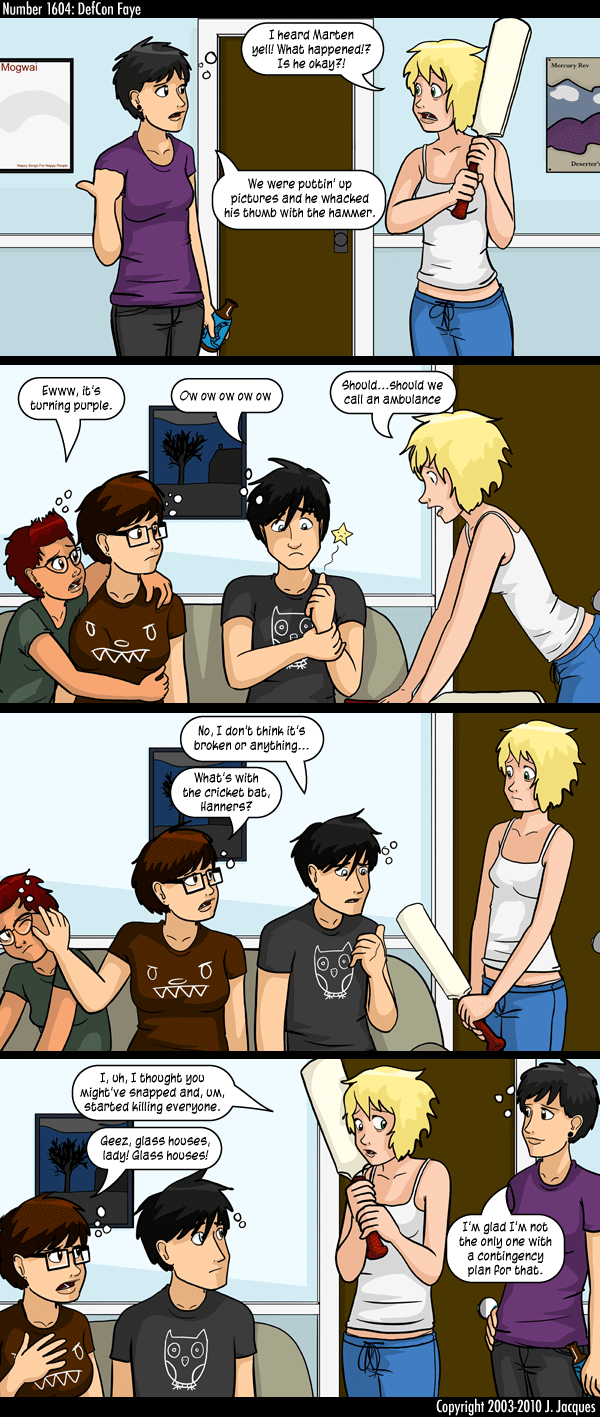 Number 1604: DefCon Faye
Mogwai
Happy Songs For Happy People
I heard Marten
yell! What happened!?
Is he okay?!
Mercury Rev
Deserter's
We were puttin' up
pictures and he whacked
his thumb with the hammer.
Ewww, it's
turning purple.
Ow ow ow ow ow
Should...should we
call an ambulance
No, I don't think it's
broken or anything...
What's with
the cricket bat,
Hanners?
I, uh, I thought you
might've snapped and, um,
started killing everyone.
Geez, glass houses,
lady! Glass houses!
I'm glad I'm not
the only one with
a contingency
plan for that.
Copyright 2003-2010 J. Jacques